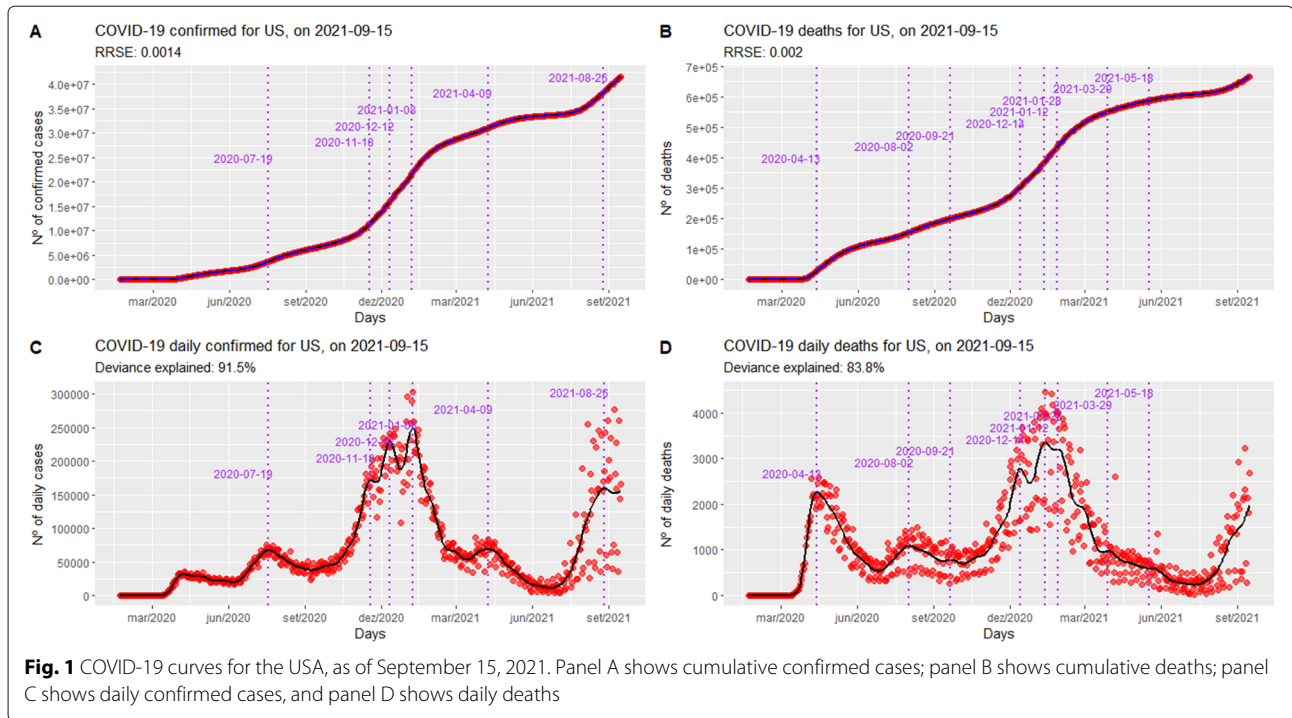 A
COVID-19 confirmed for US, on 2021-09-15
RRSE: 0.0014
Nº of confirmed cases
4.0e+07
3.5e+07
3.0e+07
2.5e+07
2.0e+07
1.5e+07
1.0e+07
5.0e+06
0.0e+00
2020-07-19
2020-11-18
2020-12-12
2021-01-08
2021-04-09
2021-08-26
mar/2020 jun/2020 set/2020 dez/2020 mar/2021 jun/2021 set/2021
Days
B
COVID-19 deaths for US, on 2021-09-15
RRSE: 0.002
Nº of deaths
7e+05
6e+05
5e+05
4e+05
3e+05
2e+05
1e+05
0e+00
2020-04-13
2020-08-02
2020-09-21
2020-12-14
2021-01-12
2021-01-28
2021-03-29
2021-05-18
mar/2020 jun/2020 set/2020 dez/2020 mar/2021 jun/2021 set/2021
Days
C
COVID-19 daily confirmed for US, on 2021-09-15
Deviance explained: 91.5%
Nº of daily cases
300000
250000
200000
150000
100000
50000
0
2020-07-19
2020-11-18
2021-04-09
2021-08-26
mar/2020 jun/2020 set/2020 dez/2020 mar/2021 jun/2021 set/2021
Days
D
COVID-19 daily deaths for US, on 2021-09-15
Deviance explained: 83.8%
Nº of daily deaths
4000
3000
2000
1000
0
2020-04-13
2020-08-02
2020-09-21
2021-03-29
2021-05-18
mar/2020 jun/2020 set/2020 dez/2020 mar/2021 jun/2021 set/2021
Days
Fig. 1 COVID-19 curves for the USA, as of September 15, 2021. Panel A shows cumulative confirmed cases; panel B shows cumulative deaths; panel
C shows daily confirmed cases, and panel D shows daily deaths